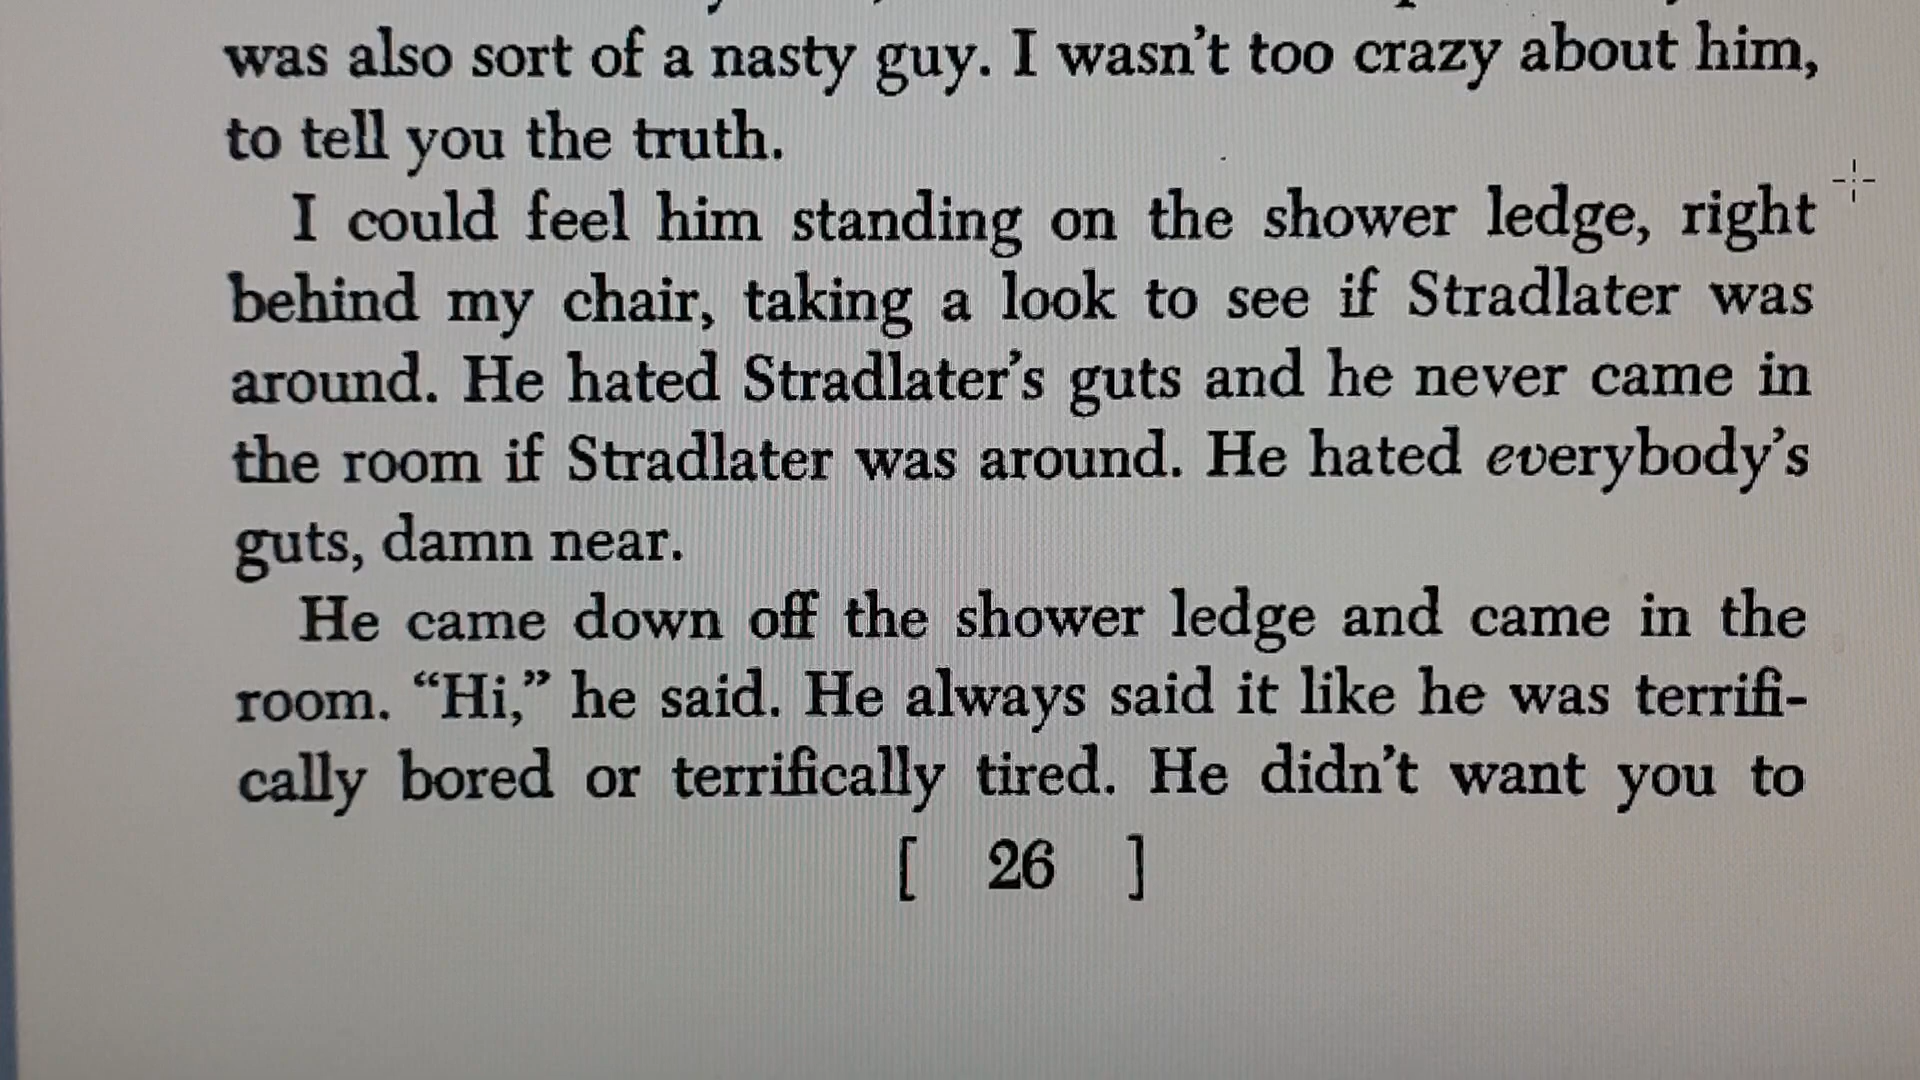 was also sort of a nasty guy. I wasn't too crazy about him,
to tell you the truth.
I could feel him standing on the shower ledge, right
behind my chair, taking a look to see if Stradlater was
around. He hated Stradlater's guts and he never came in
the room if Stradlater was around. He hated everybody's
guts, damn near.
He came down off the shower ledge and came in the
room. “Hi,” he said. He always said it like he was terrifi-
cally bored or terrifically tired. He didn't want you to
[ 26 ]